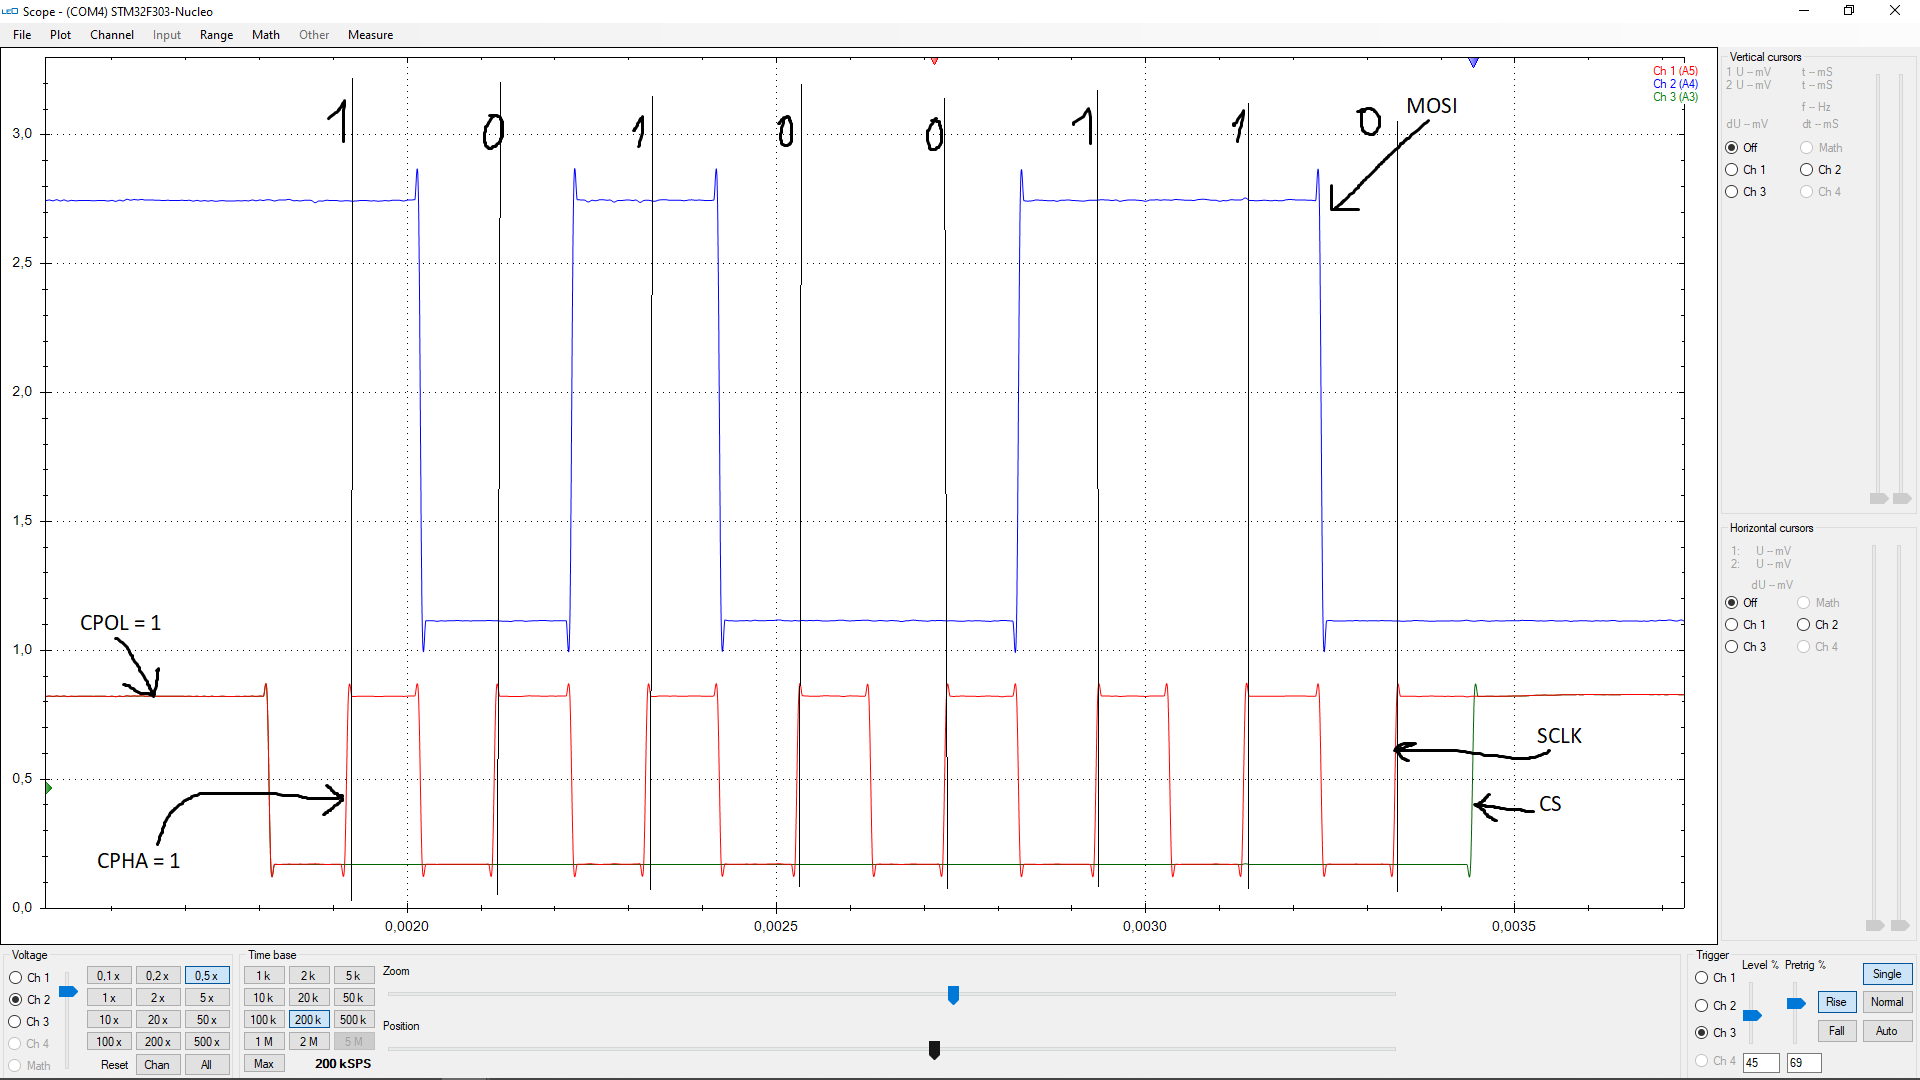 Scope - (COM4) STM32F303-Nucleo
File Plot Channel Input Range Math Other Measure
Ch 1 (A5)
Ch 2 (A4)
Ch 3 (A3)
1 0 1 0 0 1 1 0
MOSI
3,0
2,5
2,0
1,5
1,0
0,5
0,0
CPOL = 1
CPHA = 1
SCLK
CS
0,0020 0,0025 0,0030 0,0035
Vertical cursors
1 U -- mV t -- mS
2 U -- mV t -- mS
f -- Hz
dU -- mV dt -- mS
Off Math
Ch 1 Ch 2
Ch 3 Ch 4
Horizontal cursors
1: U -- mV
2: U -- mV
dU -- mV
Off Math
Ch 1 Ch 2
Ch 3 Ch 4
Voltage
Ch 1 0,1 x 0,2 x 0,5 x
Ch 2 1 x 2 x 5 x
Ch 3 10 x 20 x 50 x
Ch 4 100 x 200 x 500 x
Math Reset Chan All
Time base
1 k 2 k 5 k
10 k 20 k 50 k
100 k 200 k 500 k
1 M 2 M 5 M
Max 200 kSPS
Zoom
Position
Trigger
Ch 1 Level % Pretrig % Single
Ch 2 Rise Normal
Ch 3 Fall Auto
Ch 4 45 69